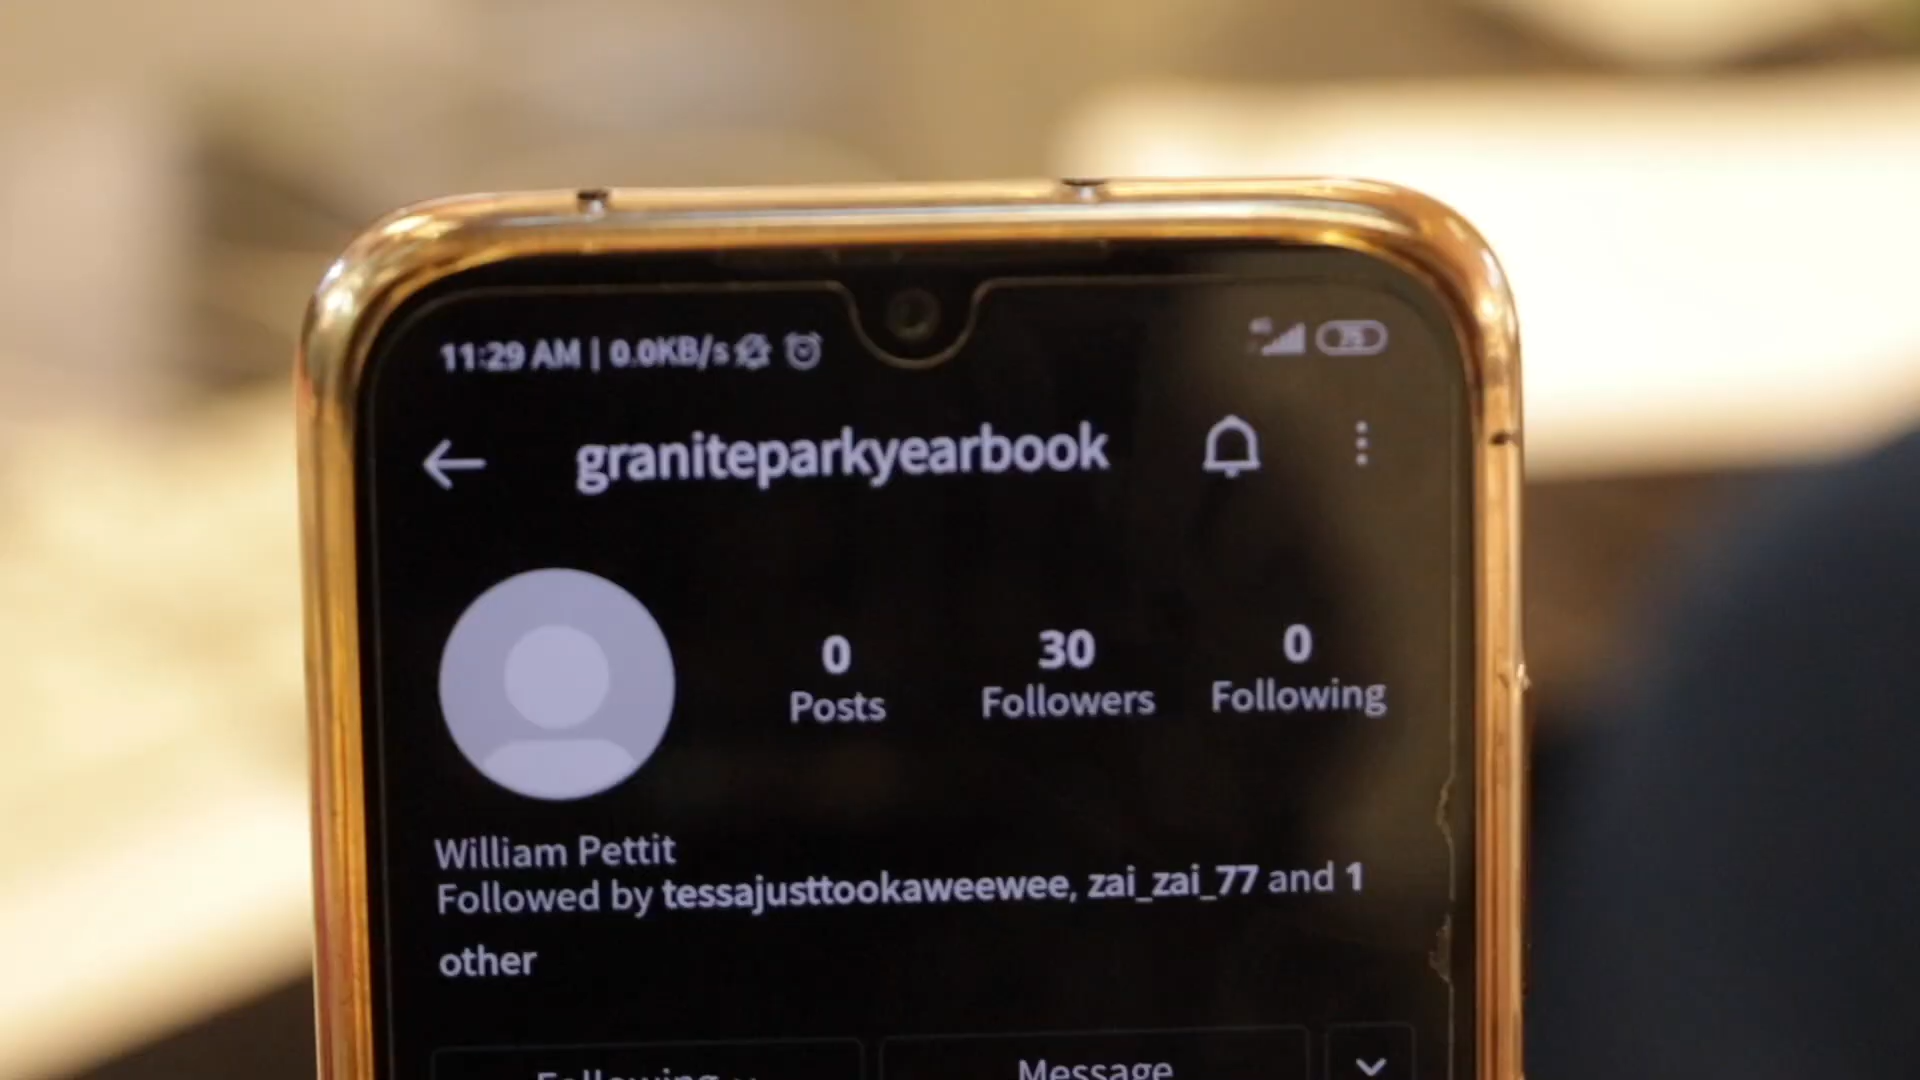 11:29 AM | 0.0KB/s
graniteparkyearbook
0 30 0
Posts Followers Following
William Pettit
Followed by tessajusttookaweewee, zai_zai_77 and 1
other
Following Message